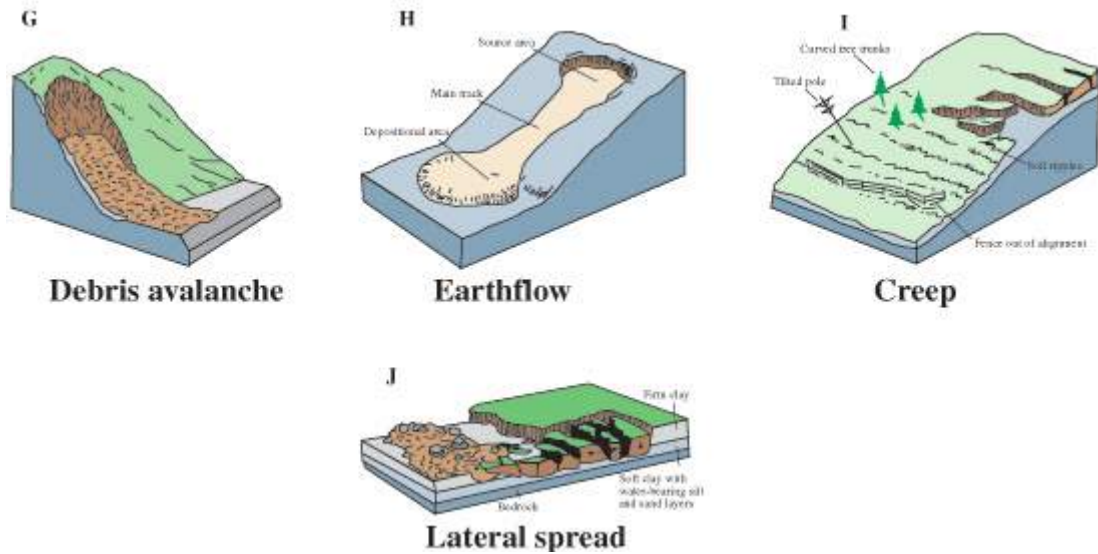 G
H
I
Source area
Main track
Depositional area
Curved tree trunks
Tilted pole
Soil ripples
Fence out of alignment
Debris avalanche
Earthflow
Creep
J
Firm clay
Soft clay with
water-bearing silt
and sand layers
Bedrock
Lateral spread